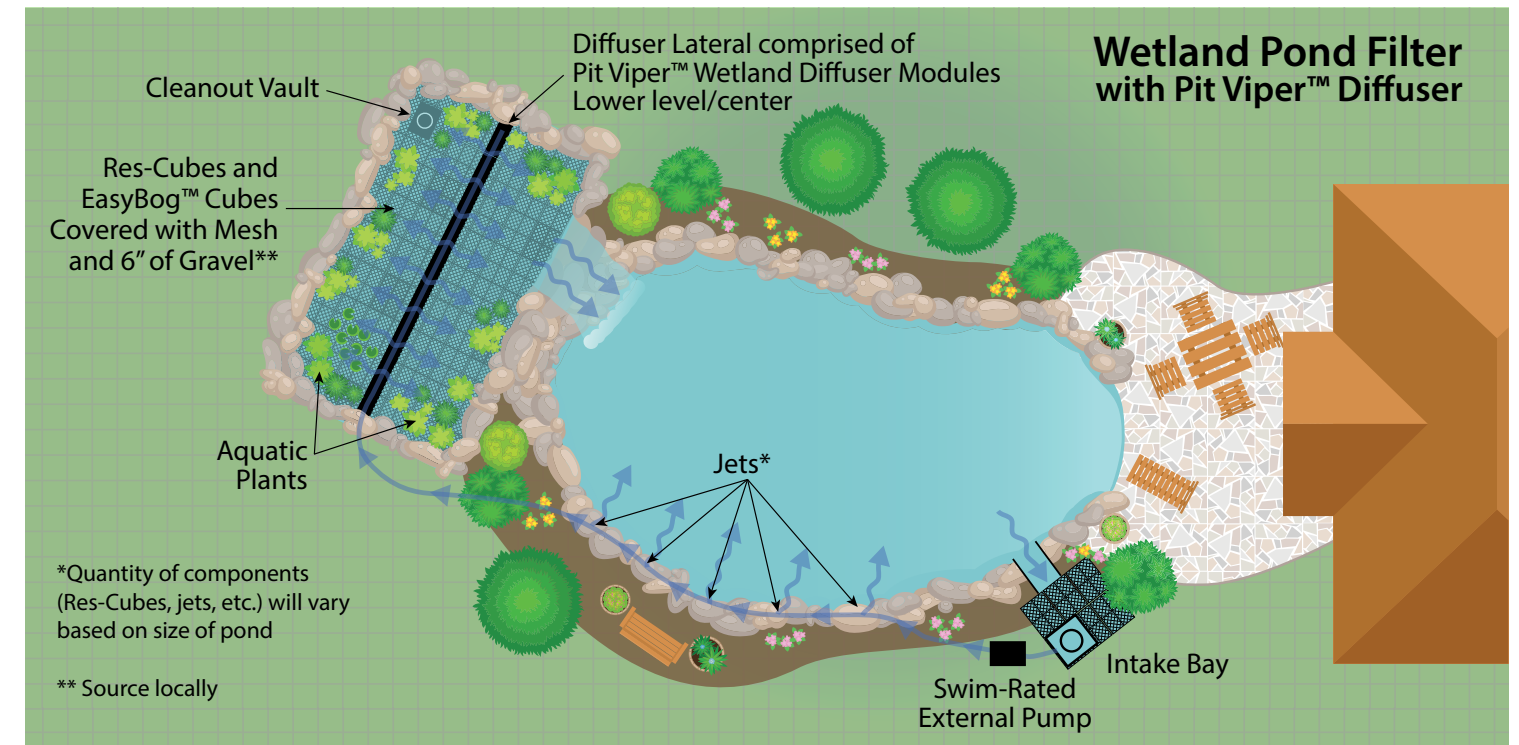 Wetland Pond Filter
with Pit Viper™ Diffuser
Diffuser Lateral comprised of
Pit Viper™ Wetland Diffuser Modules
Lower level/center
Cleanout Vault
Res-Cubes and
EasyBog™ Cubes
Covered with Mesh
and 6” of Gravel**
Aquatic
Plants
Jets*
*Quantity of components
(Res-Cubes, jets, etc.) will vary
based on size of pond
** Source locally
Intake Bay
Swim-Rated
External Pump